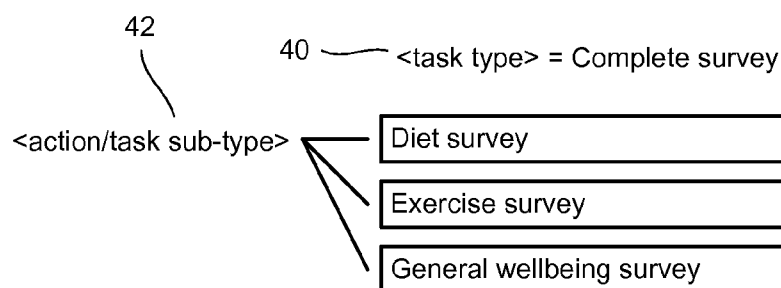 42
40 <task type> = Complete survey
<action/task sub-type> Diet survey
Exercise survey
General wellbeing survey